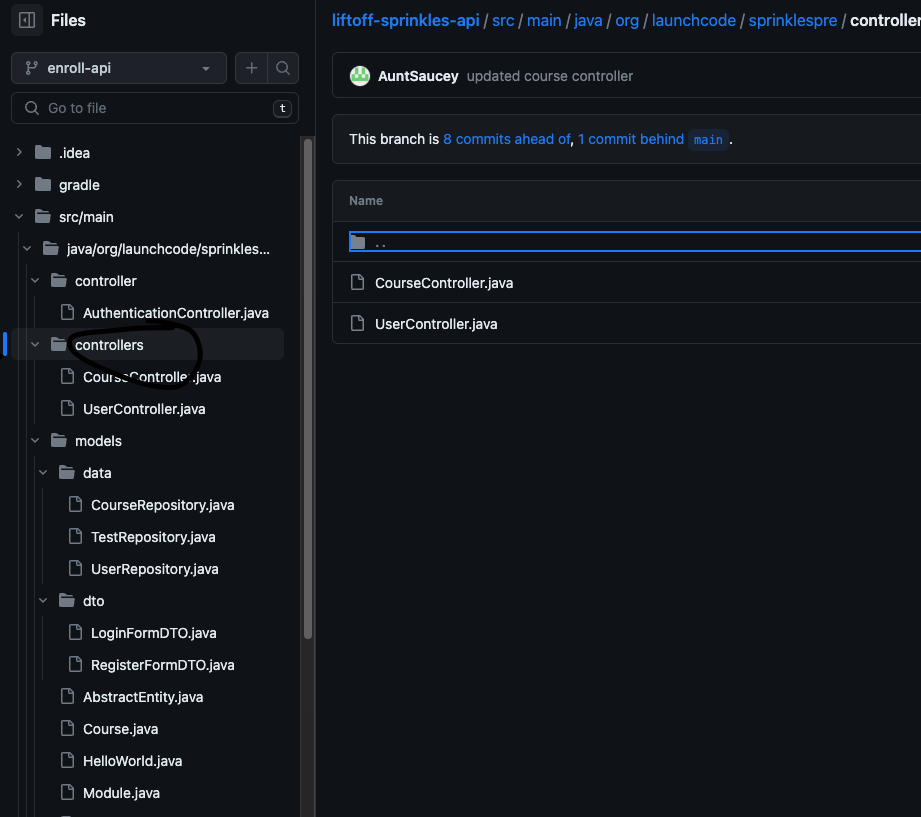 Files
enroll-api
Go to file
t
.idea
gradle
src/main
java/org/launchcode/sprinkles...
controller
AuthenticationController.java
controllers
CourseController.java
UserController.java
models
data
CourseRepository.java
TestRepository.java
UserRepository.java
dto
LoginFormDTO.java
RegisterFormDTO.java
AbstractEntity.java
Course.java
HelloWorld.java
Module.java
liftoff-sprinkles-api / src / main / java / org / launchcode / sprinklespre / controller
AuntSaucey updated course controller
This branch is 8 commits ahead of, 1 commit behind main .
Name
..
CourseController.java
UserController.java